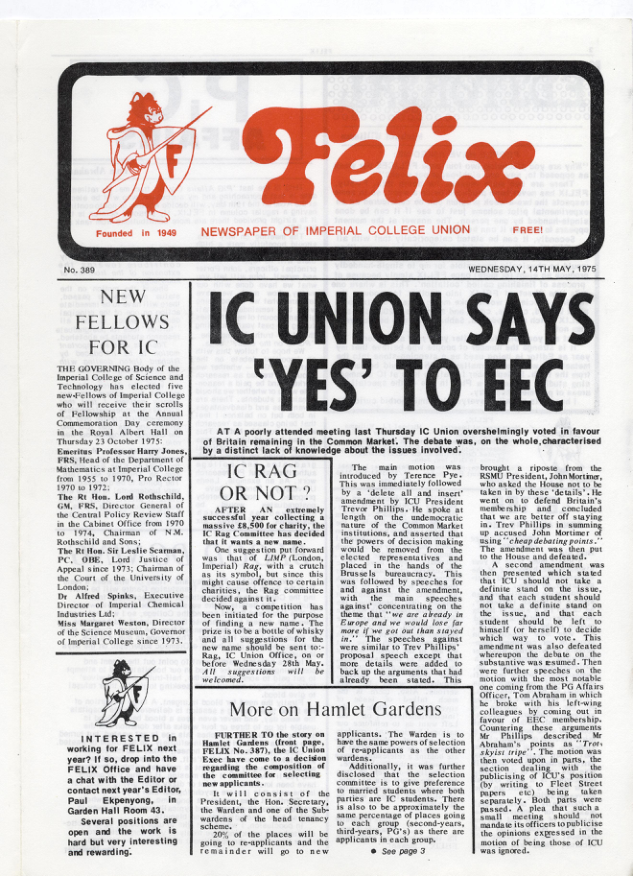 F
Felix
Founded in 1949
NEWSPAPER OF IMPERIAL COLLEGE UNION
FREE!
No. 389
WEDNESDAY, 14TH MAY, 1975
NEW
FELLOWS
FOR IC
THE GOVERNING Body of the
Imperial College of Science and
Technology has elected five
new Fellows of Imperial College
who will receive their scrolls
of Fellowship at the Annual
Commemoration Day ceremony
in the Royal Albert Hall on
Thursday 23 October 1975:
Emeritus Professor Harry Jones,
FRS, Head of the Department of
Mathematics at Imperial College
from 1955 to 1970, Pro Rector
1970 to 1972;
The Rt Hon. Lord Rothschild,
GM, FRS, Director General of
the Central Policy Review Staff
in the Cabinet Office from 1970
to 1974, Chairman of N.M.
Rothschild and Sons;
The Rt Hon. Sir Leslie Scarman,
PC, OBE, Lord Justice of
Appeal since 1973; Chairman of
the Court of the University of
London;
Dr Alfred Spinks, Executive
Director of Imperial Chemical
Industries Ltd;
Miss Margaret Weston, Director
of the Science Museum, Governor
of Imperial College since 1973.
F
INTERESTED in
working for FELIX next
year? If so, drop into the
FELIX Office and have
a chat with the Editor or
contact next year's Editor,
Paul Ekpenyong, in
Garden Hall Room 43.
Several positions are
open and the work is
hard but very interesting
and rewarding.
IC UNION SAYS
'YES' TO EEC
AT A poorly attended meeting last Thursday IC Union overshelmingly voted in favour
of Britain remaining in the Common Market. The debate was, on the whole, characterised
by a distinct lack of knowledge about the issues involved.
IC RAG
OR NOT ?
AFTER AN extremely
successful year collecting a
massive £8,500 for charity, the
IC Rag Committee has decided
that it wants a new name.
One suggestion put forward
was that of LIMP (London,
Imperial) Rag, with a crutch
as its symbol, but since this
might cause offence to certain
charities, the Rag committee
decided against it.
Now, a competition has
been initiated for the purpose
of finding a new name. The
prize is to be a bottle of whisky
and all suggestions for the
new name should be sent to:-
Rag, IC Union Office, on or
before Wednesday 28th May.
All suggestions will be
welcomed.
The main motion was
introduced by Terence Pye.
This was immediately followed
by a 'delete all and insert'
amendment by ICU President
Trevor Phillips. He spoke at
length on the undemocratic
nature of the Common Market
institutions, and asserted that
the powers of decision making
would be removed from the
elected representatives and
placed in the hands of the
Brussels bureaucracy. This
was followed by speeches for
and against the amendment,
with the main speeches
against concentrating on the
theme that "we are already in
Europe and we would lose far
more if we got out than stayed
in." The speeches against
were similar to Trev Phillips'
proposal speech except that
more details were added to
back up the arguments that had
already been stated. This
brought a riposte from the
RSMU President, John Mortimer,
who asked the House not to be
taken in by these 'details'. He
went on to defend Britain's
membership and concluded
that we are better off staying
in. Trev Phillips in summing
up accused John Mortimer of
using "cheap debating points."
The amendment was then put
to the House and defeated.
A second amendment was
then presented which stated
that ICU should not take a
definite stand on the issue,
and that each student should
not take a definite stand on
the issue, and that each
student should be left to
himself (or herself) to decide
which way to vote. This
amendment was also defeated
whereupon the debate on the
substantive was resumed. Then
were further speeches on the
motion with the most notable
one coming from the PG Affairs
Officer, Tom Abraham in which
he broke with his left-wing
colleagues by coming out in
favour of EEC membership.
Countering these arguments
Mr Phillips described Mr
Abraham's points as "Trot-
skyist tripe". The motion was
then voted upon in parts, the
section dealing with the
publicising of ICU's position
(by writing to Fleet Street
papers etc) being taken
separately. Both parts were
passed. A plea that such a
small meeting should not
mandate its officers to publicise
the opinions expressed in the
motion of being those of ICU
was ignored.
More on Hamlet Gardens
FURTHER TO the story on
Hamlet Gardens (front page,
FELIX No. 387), the IC Union
Exec have come to a decision
regarding the composition of
the committee for selecting
new applicants.
It will consist of the
President, the Hon. Secretary,
the Warden and one of the Sub-
wardens of the head tenancy
scheme.
20% of the places will be
going to re-applicants and the
remainder will go to new
applicants. The Warden is to
have the same powers of selection
of re-applicants as the other
wardens.
Additionally, it was further
disclosed that the selection
committee is to give preference
to married students where both
parties are IC students. There
is also to be approximately the
same percentage of places going
to each group (second-years,
third-years, PG's) as there are
applicants in each group.
• See page 3